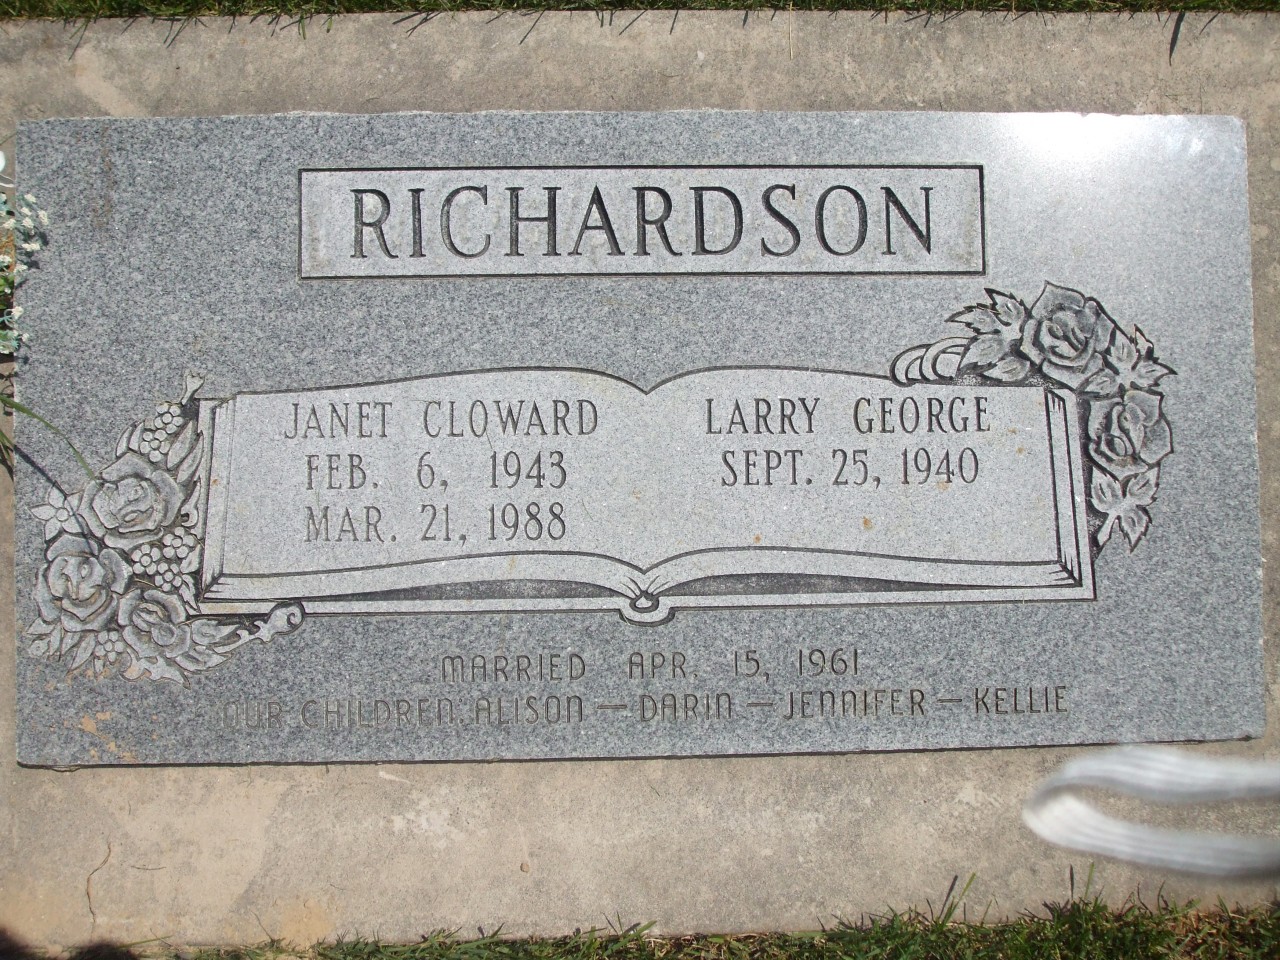 RICHARDSON
JANET CLOWARD
FEB. 6, 1943
MAR. 21, 1988
LARRY GEORGE
SEPT. 25, 1940
MARRIED APR. 15, 1961
OUR CHILDREN, ALISON — DARIN — JENNIFER — KELLIE